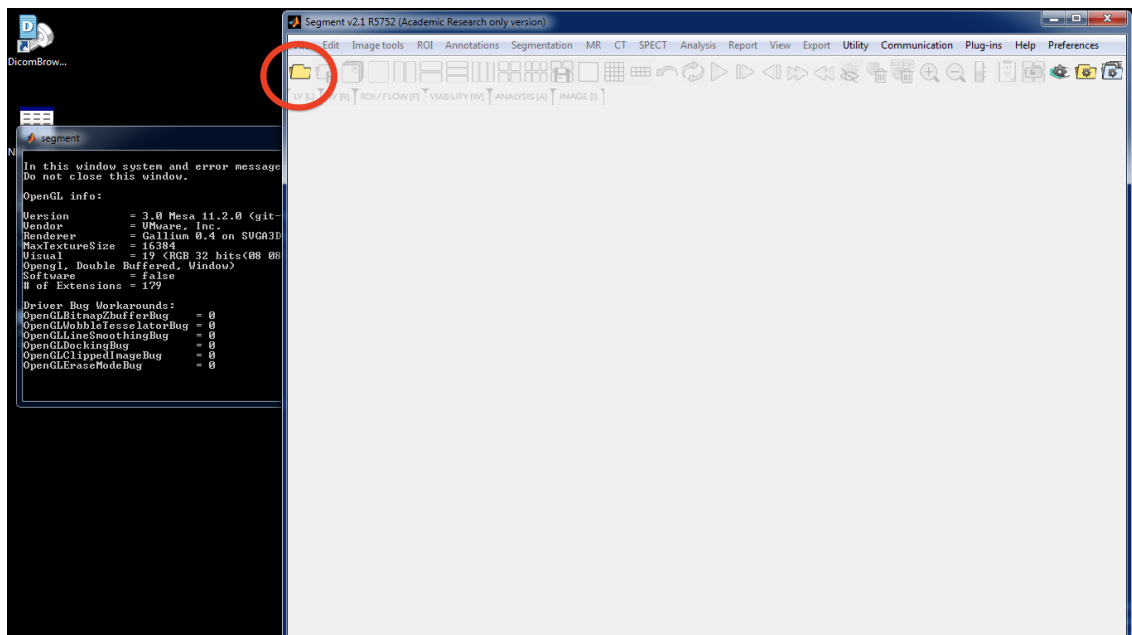 DicomBrow...
N
segment
In this window system and error message
Do not close this window.
OpenGL info:
Version = 3.0 Mesa 11.2.0 (git-
Vendor = VMware, Inc.
Renderer = Gallium 0.4 on SVGA3D
MaxTextureSize = 16384
Visual = 19 (RGB 32 bits(08 08
Opengl, Double Buffered, Window)
Software = false
# of Extensions = 179
Driver Bug Workarounds:
OpenGLBitmapZbufferBug = 0
OpenGLWobbleTesselatorBug = 0
OpenGLLineSmoothingBug = 0
OpenGLDockingBug = 0
OpenGLClippedImageBug = 0
OpenGLEraseModeBug = 0
Segment v2.1 R5752 (Academic Research only version)
Edit Image tools ROI Annotations Segmentation MR CT SPECT Analysis Report View Export Utility Communication Plug-ins Help Preferences
LV [L] [R] ROI / FLOW [F] VIABILITY [W] ANALYSIS [A] IMAGE [I]